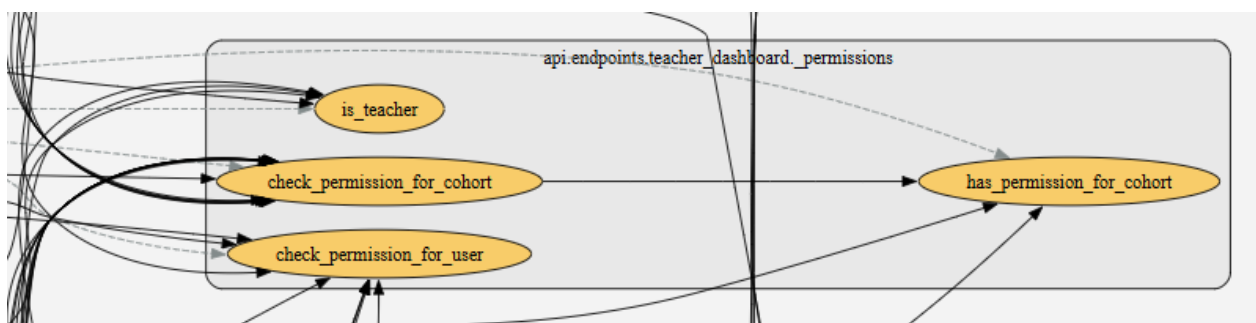 api.endpoints.teacher_dashboard._permissions
is_teacher
check_permission_for_cohort
has_permission_for_cohort
check_permission_for_user